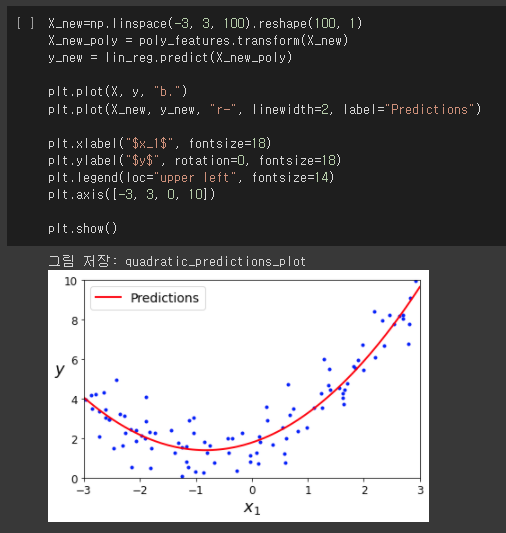 [ ] X_new=np.linspace(-3, 3, 100).reshape(100, 1)
X_new_poly = poly_features.transform(X_new)
y_new = lin_reg.predict(X_new_poly)
plt.plot(X, y, "b.")
plt.plot(X_new, y_new, "r-", linewidth=2, label="Predictions")
plt.xlabel("$x_1$", fontsize=18)
plt.ylabel("$y$", rotation=0, fontsize=18)
plt.legend(loc="upper left", fontsize=14)
plt.axis([-3, 3, 0, 10])
plt.show()
그림 저장: quadratic_predictions_plot
10
Predictions
8
6
y
4
2
0
−3 −2 −1 0 1 2 3
x₁